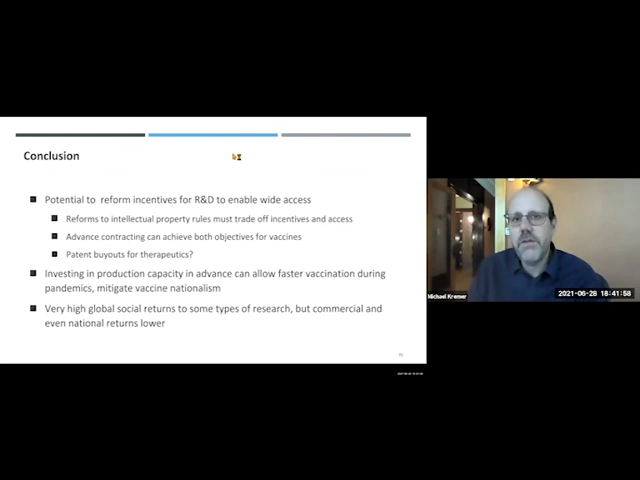 Conclusion
Potential to reform incentives for R&D to enable wide access
Reforms to intellectual property rules must trade off incentives and access
Advance contracting can achieve both objectives for vaccines
Patent buyouts for therapeutics?
Investing in production capacity in advance can allow faster vaccination during
pandemics, mitigate vaccine nationalism
Very high global social returns to some types of research, but commercial and
even national returns lower
Michael Kremer
2021-06-28 18:41:58